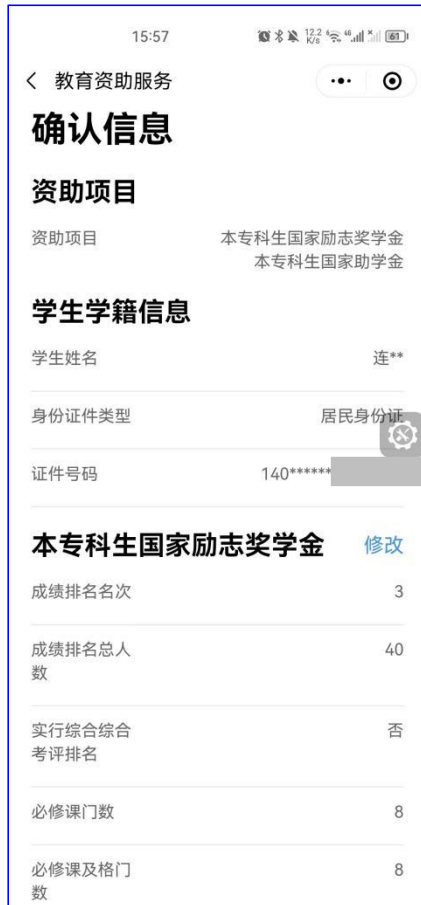 15:57
12.2 K/s 61
教育资助服务
确认信息
资助项目
资助项目 本专科生国家励志奖学金
本专科生国家助学金
学生学籍信息
学生姓名 连**
身份证件类型 居民身份证
证件号码 140******
本专科生国家励志奖学金 修改
成绩排名名次 3
成绩排名总人 40
数
实行综合综合 否
考评排名
必修课门数 8
必修课及格门 8
数